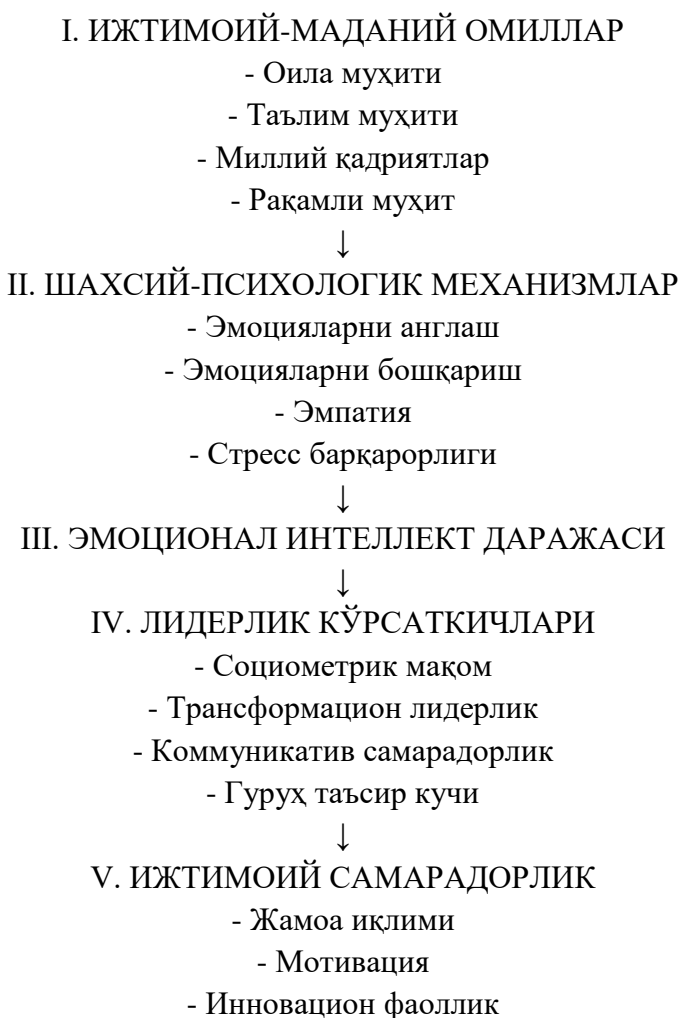 I. ИЖТИМОИЙ-МАДАНИЙ ОМИЛЛАР
- Оила муҳити
- Таълим муҳити
- Миллий қадриятлар
- Рақамли муҳит
↓
II. ШАХСИЙ-ПСИХОЛОГИК МЕХАНИЗМЛАР
- Эмоцияларни англаш
- Эмоцияларни бошқариш
- Эмпатия
- Стресс барқарорлиги
↓
III. ЭМОЦИОНАЛ ИНТЕЛЛЕКТ ДАРАЖАСИ
↓
IV. ЛИДЕРЛИК КЎРСАТКИЧЛАРИ
- Социометрик мақом
- Трансформацион лидерлик
- Коммуникатив самарадорлик
- Гуруҳ таъсир кучи
↓
V. ИЖТИМОИЙ САМАРАДОРЛИК
- Жамоа иқлими
- Мотивация
- Инновацион фаоллик